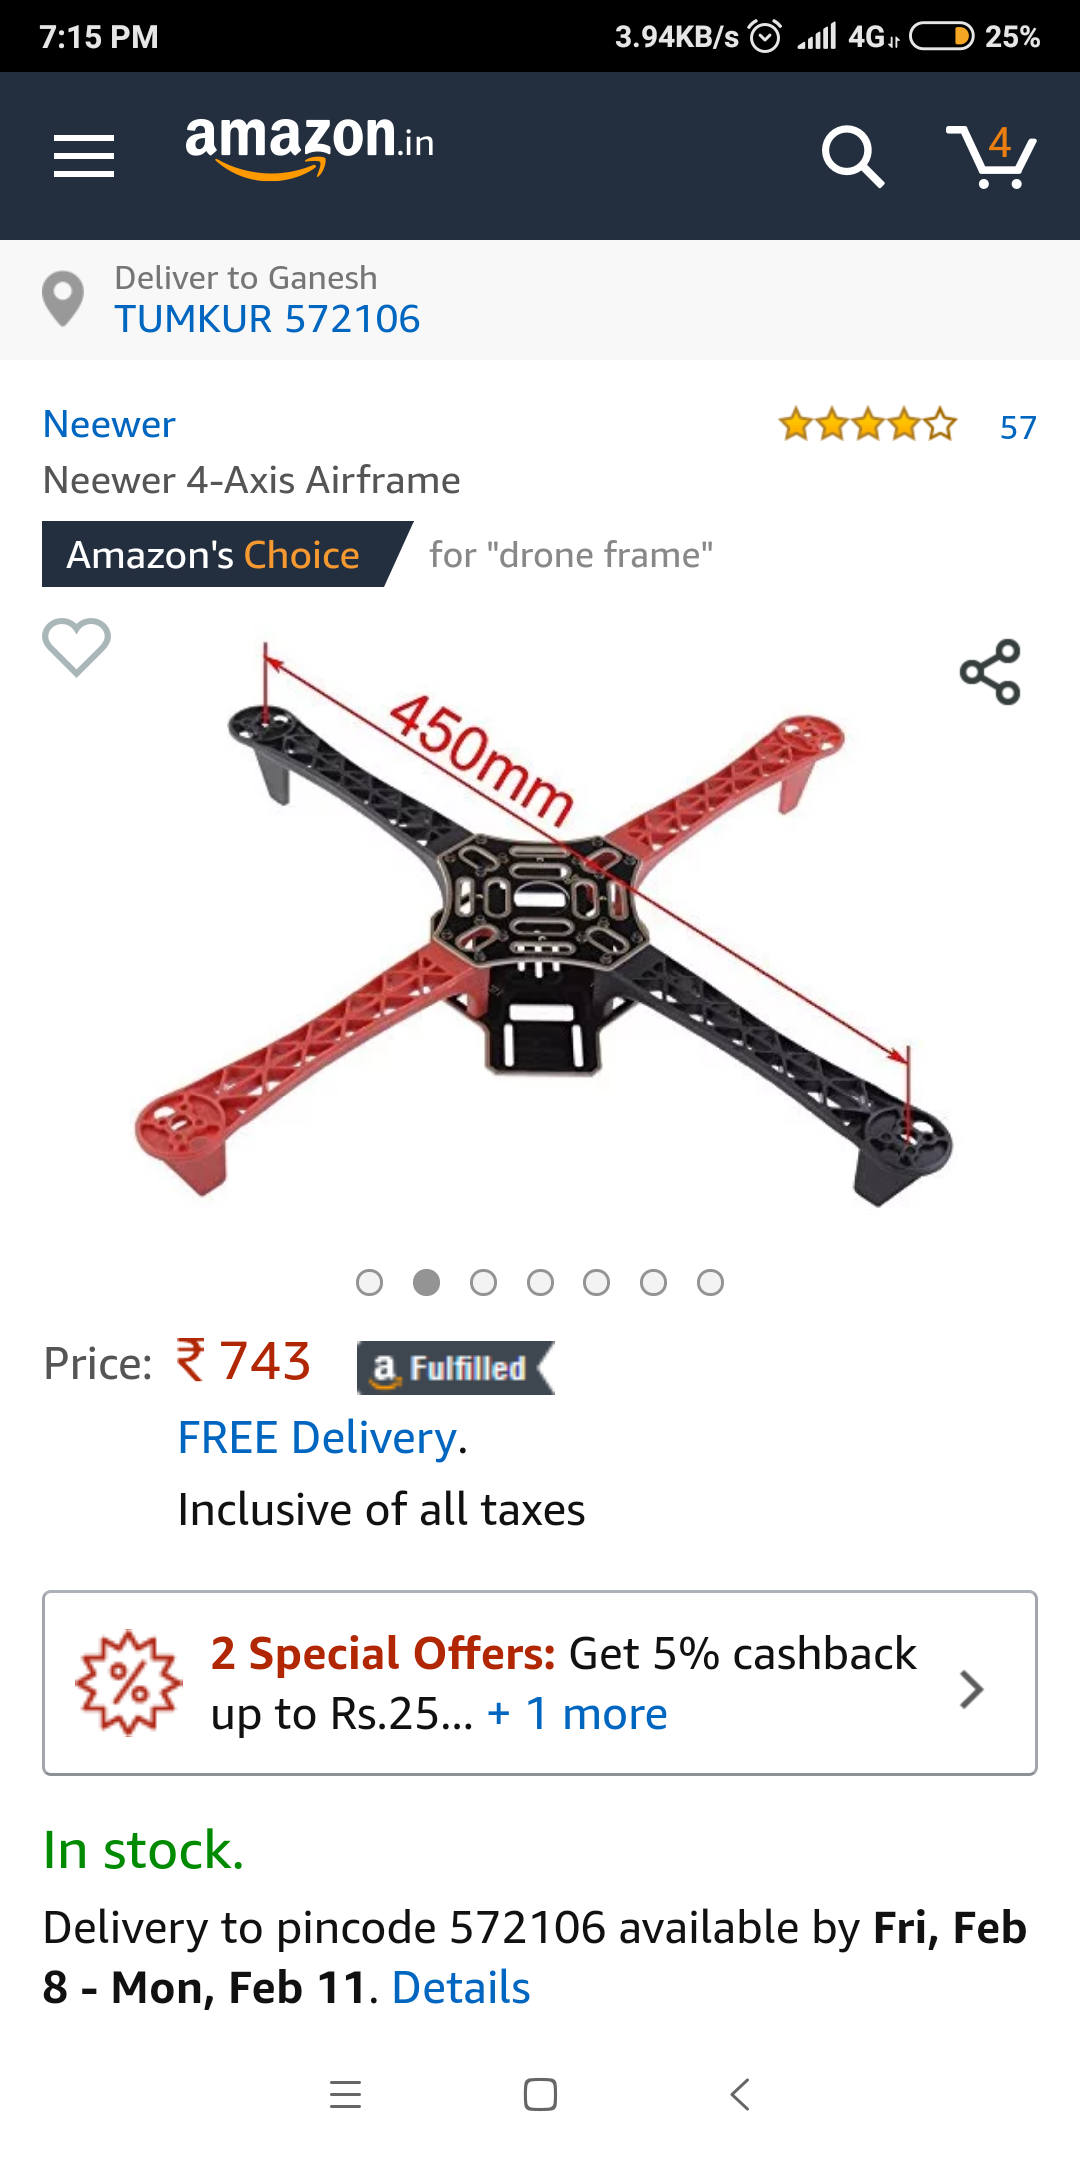 7:15 PM
3.94KB/s 4G 25%
amazon.in
4
Deliver to Ganesh
TUMKUR 572106
Neewer
57
Neewer 4-Axis Airframe
Amazon's Choice for "drone frame"
450mm
Price: ₹ 743 a Fulfilled
FREE Delivery.
Inclusive of all taxes
% 2 Special Offers: Get 5% cashback
up to Rs.25... + 1 more
In stock.
Delivery to pincode 572106 available by Fri, Feb
8 - Mon, Feb 11. Details